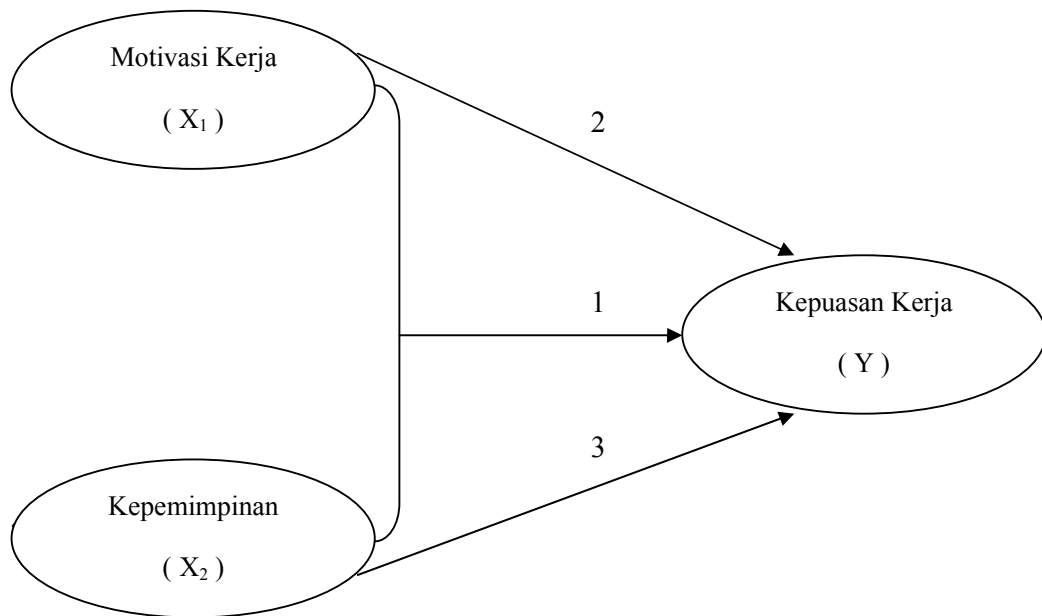 Motivasi Kerja
( X₁ )
2
1
Kepuasan Kerja
( Y )
3
Kepemimpinan
( X₂ )